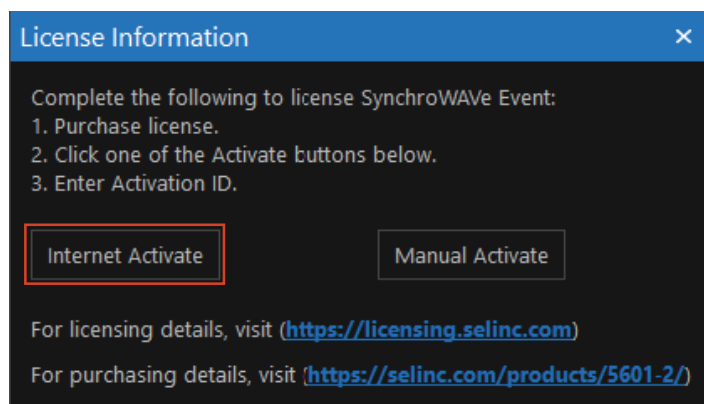 License Information
Complete the following to license SynchroWAVe Event:
1. Purchase license.
2. Click one of the Activate buttons below.
3. Enter Activation ID.
Internet Activate
Manual Activate
For licensing details, visit (https://licensing.selinc.com)
For purchasing details, visit (https://selinc.com/products/5601-2/)